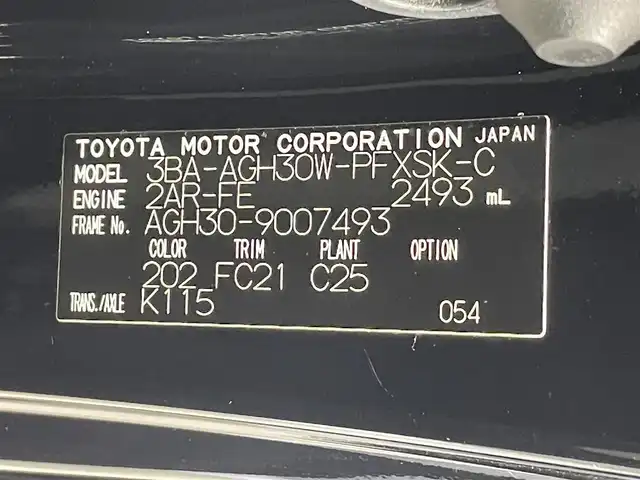 TOYOTA MOTOR CORPORATION JAPAN
MODEL 3BA-AGH30W-PFXSK-C
ENGINE 2AR-FE 2493 mL
FRAME No. AGH30-9007493
COLOR TRIM PLANT OPTION
202 FC21 C25
TRANS./AXLE K115 054